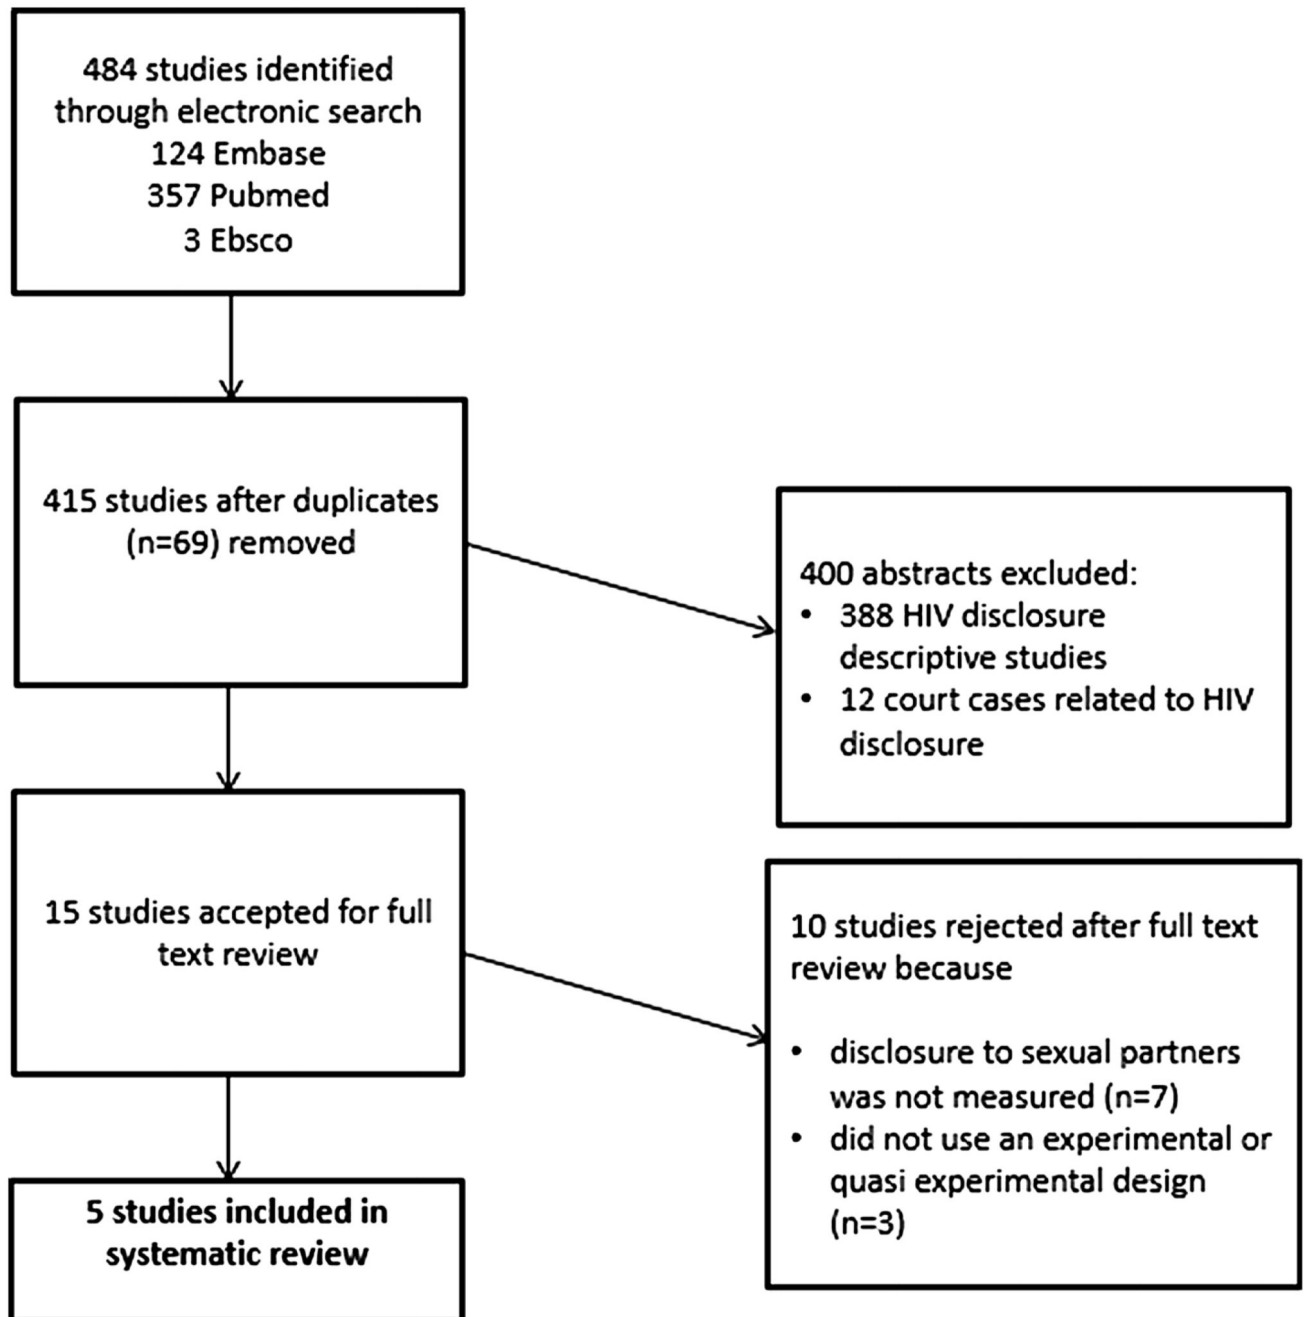 484 studies identified
through electronic search
124 Embase
357 Pubmed
3 Ebsco
415 studies after duplicates
(n=69) removed
400 abstracts excluded:
• 388 HIV disclosure
descriptive studies
• 12 court cases related to HIV
disclosure
15 studies accepted for full
text review
10 studies rejected after full text
review because
• disclosure to sexual partners
was not measured (n=7)
• did not use an experimental or
quasi experimental design
(n=3)
5 studies included in
systematic review